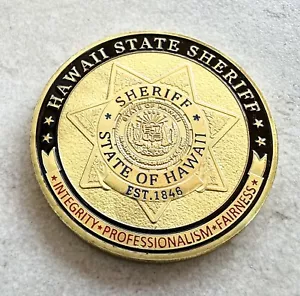 HAWAII STATE SHERIFF
SHERIFF
STATE OF HAWAII
EST.1846
★INTEGRITY★PROFESSIONALISM★FAIRNESS★